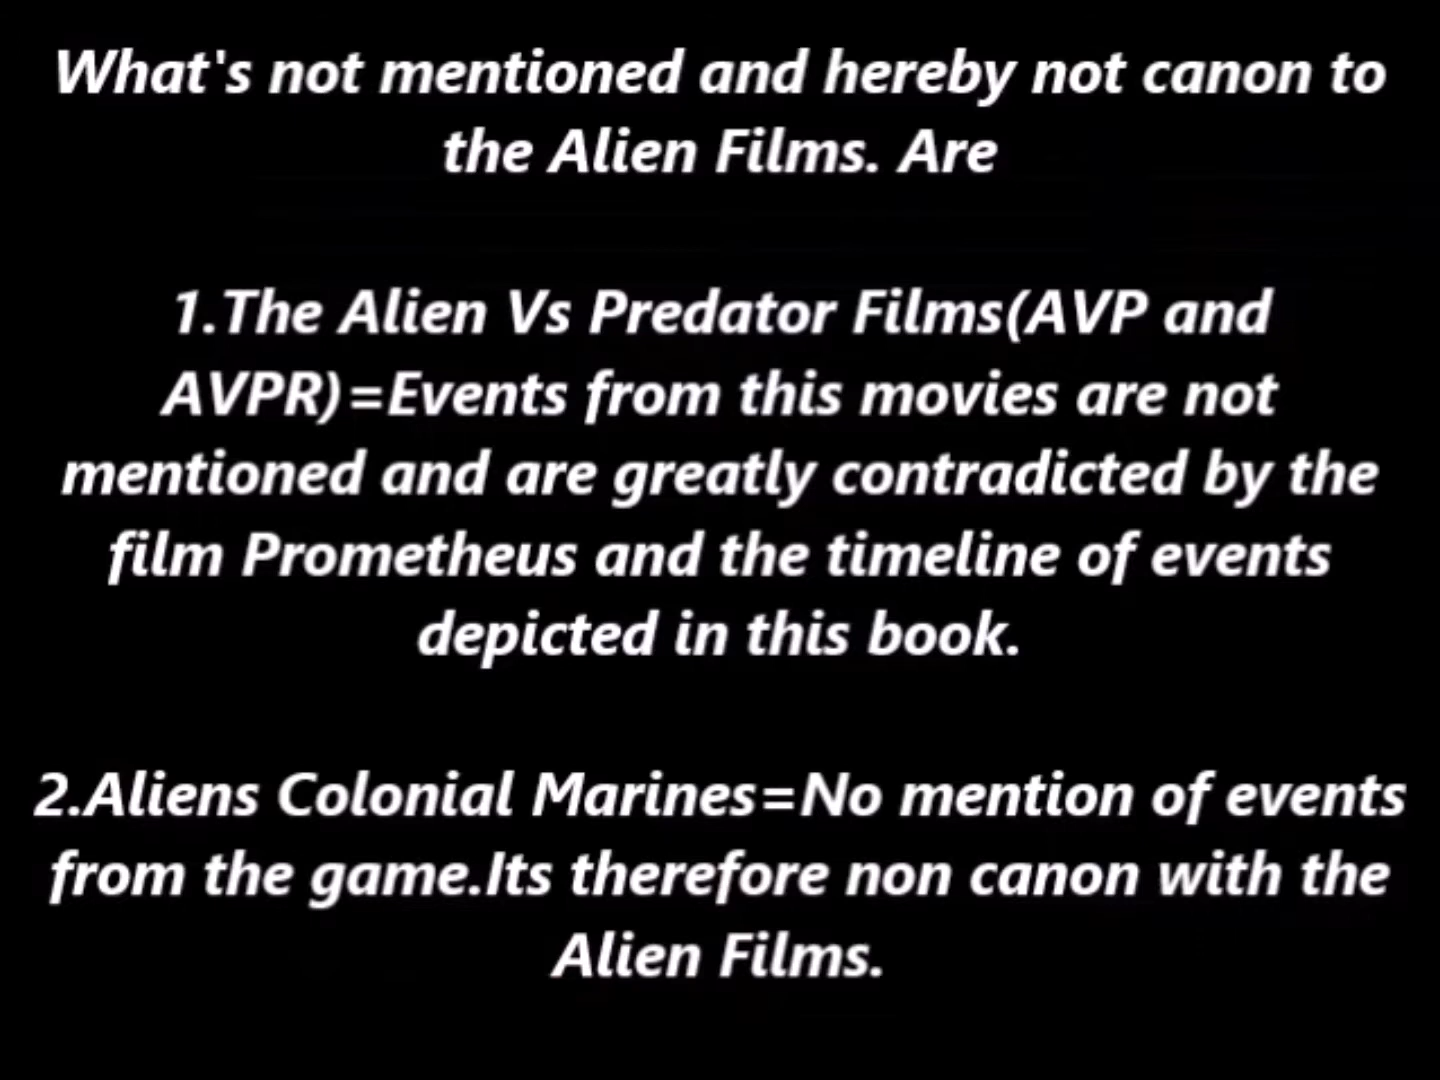 What's not mentioned and hereby not canon to
the Alien Films. Are
1.The Alien Vs Predator Films(AVP and
AVPR)=Events from this movies are not
mentioned and are greatly contradicted by the
film Prometheus and the timeline of events
depicted in this book.
2.Aliens Colonial Marines=No mention of events
from the game.Its therefore non canon with the
Alien Films.